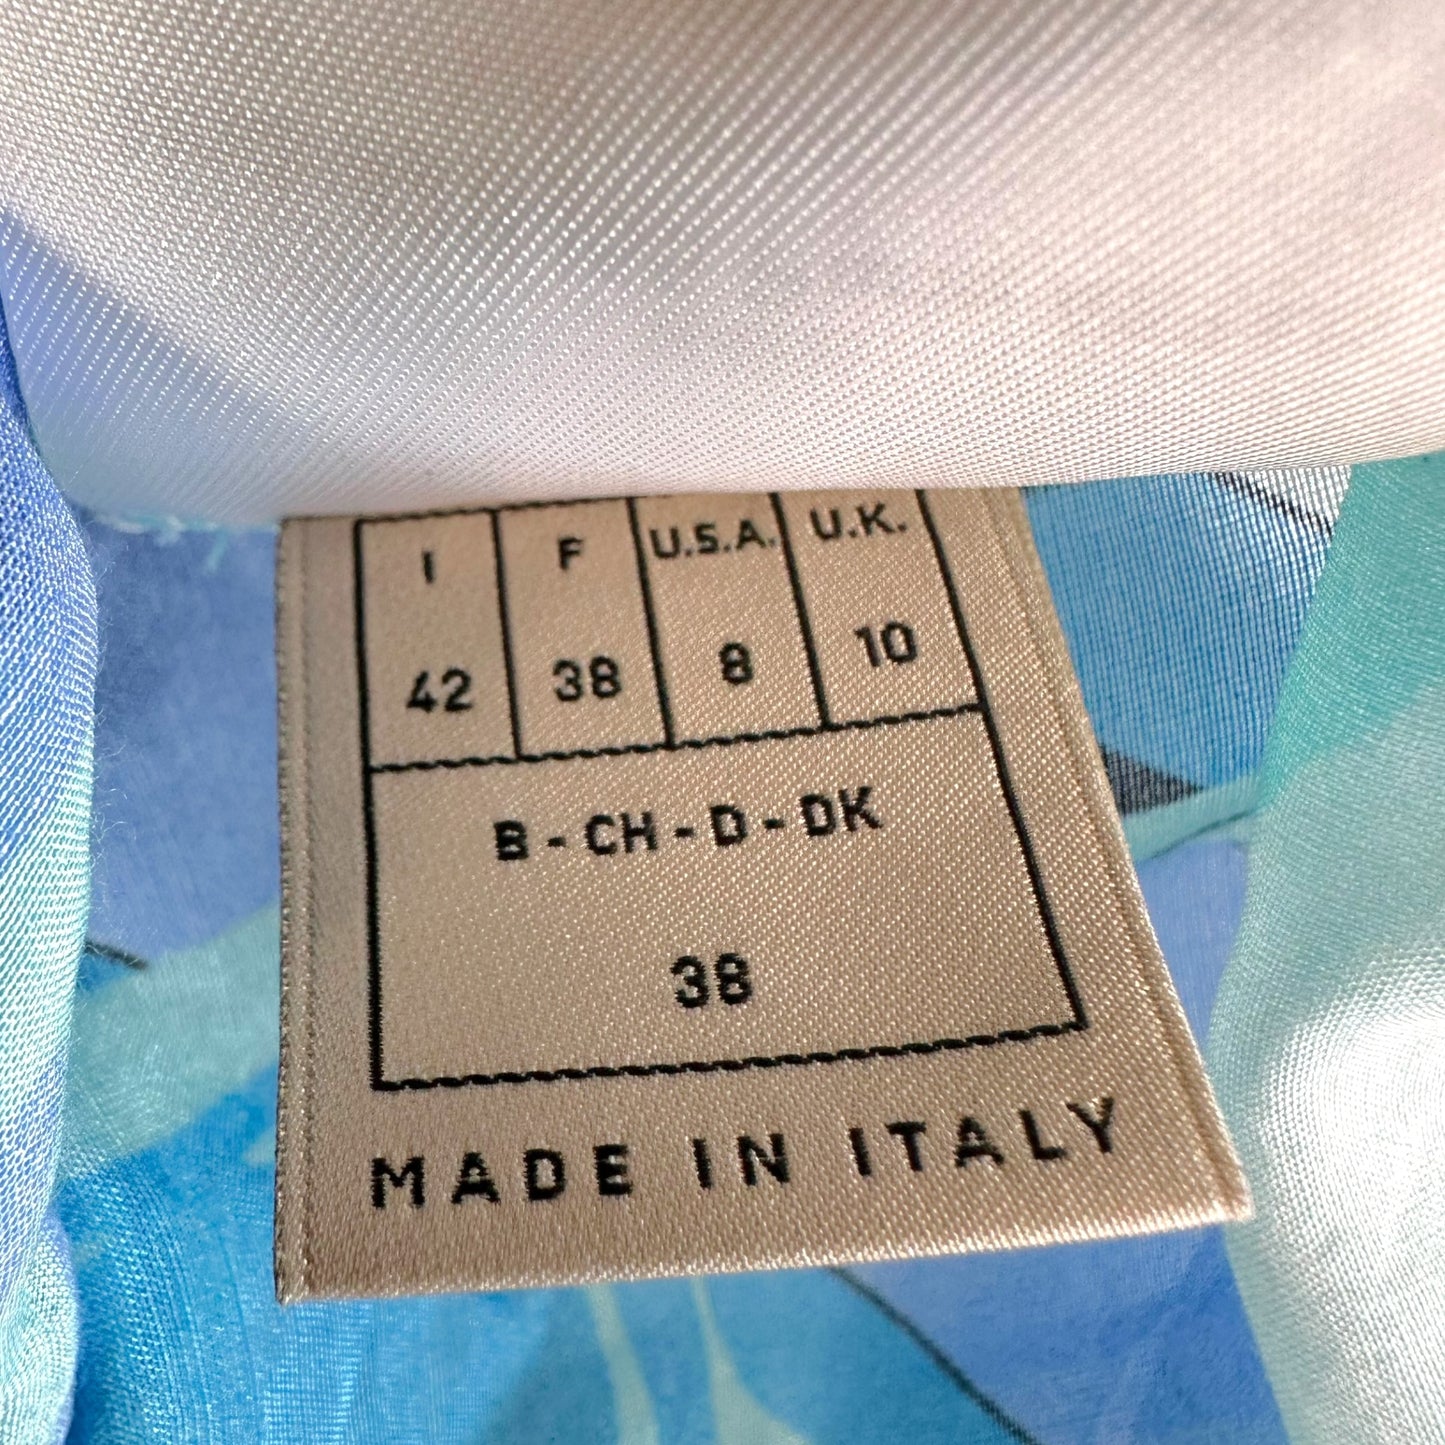 I F U.S.A. U.K.
42 38 8 10
B - CH - D - DK
38
MADE IN ITALY